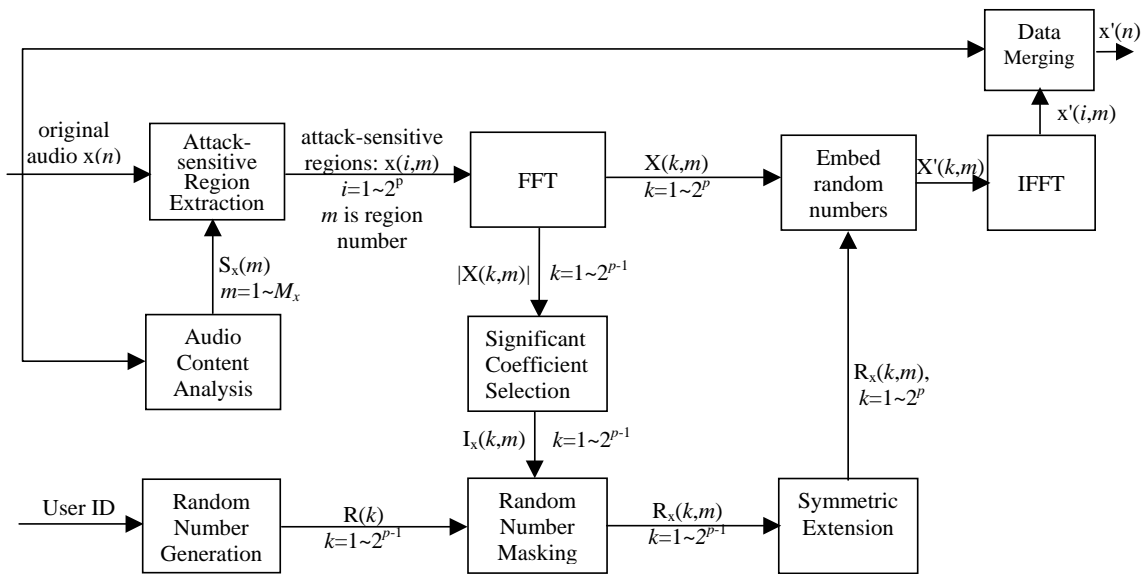 Data
Merging
x'(n)
x'(i,m)
original
audio x(n)
Attack-
sensitive
Region
Extraction
attack-sensitive
regions: x(i,m)
i=1~2^p
m is region
number
FFT
X(k,m)
k=1~2^p
Embed
random
numbers
X'(k,m)
IFFT
S_x(m)
m=1~M_x
|X(k,m)| k=1~2^{p-1}
Audio
Content
Analysis
Significant
Coefficient
Selection
R_x(k,m),
k=1~2^p
I_x(k,m) k=1~2^{p-1}
User ID
Random
Number
Generation
R(k)
k=1~2^{p-1}
Random
Number
Masking
R_x(k,m)
k=1~2^{p-1}
Symmetric
Extension